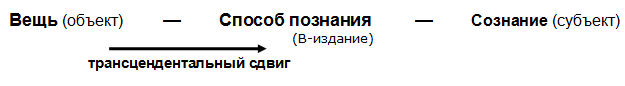 Вещь (объект) — Способ познания — Сознание (субъект)
(В-издание)
трансцендентальный сдвиг